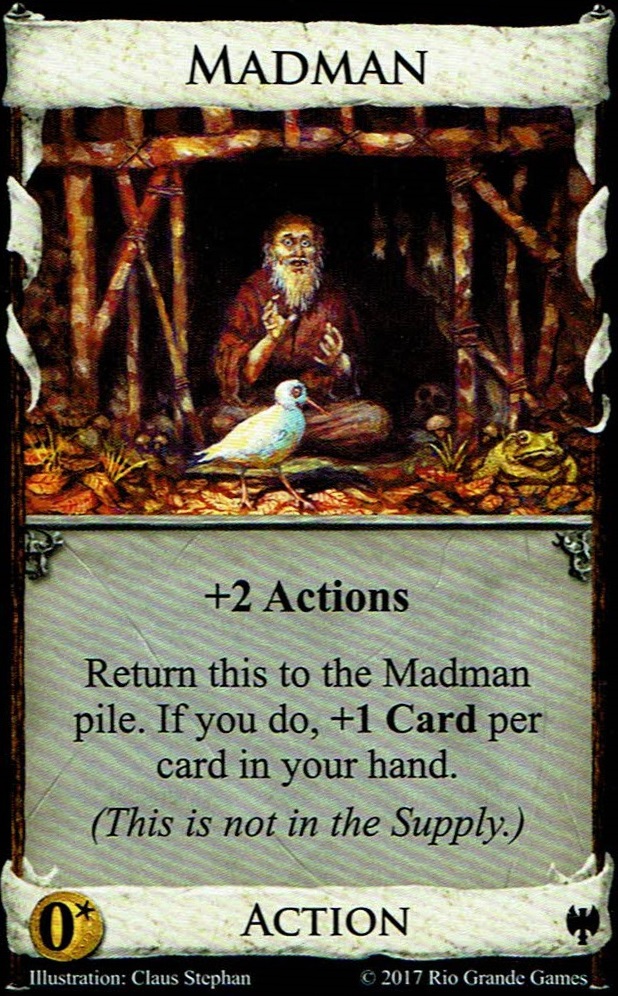 MADMAN
+2 Actions
Return this to the Madman
pile. If you do, +1 Card per
card in your hand.
(This is not in the Supply.)
0*
ACTION
Illustration: Claus Stephan
© 2017 Rio Grande Games